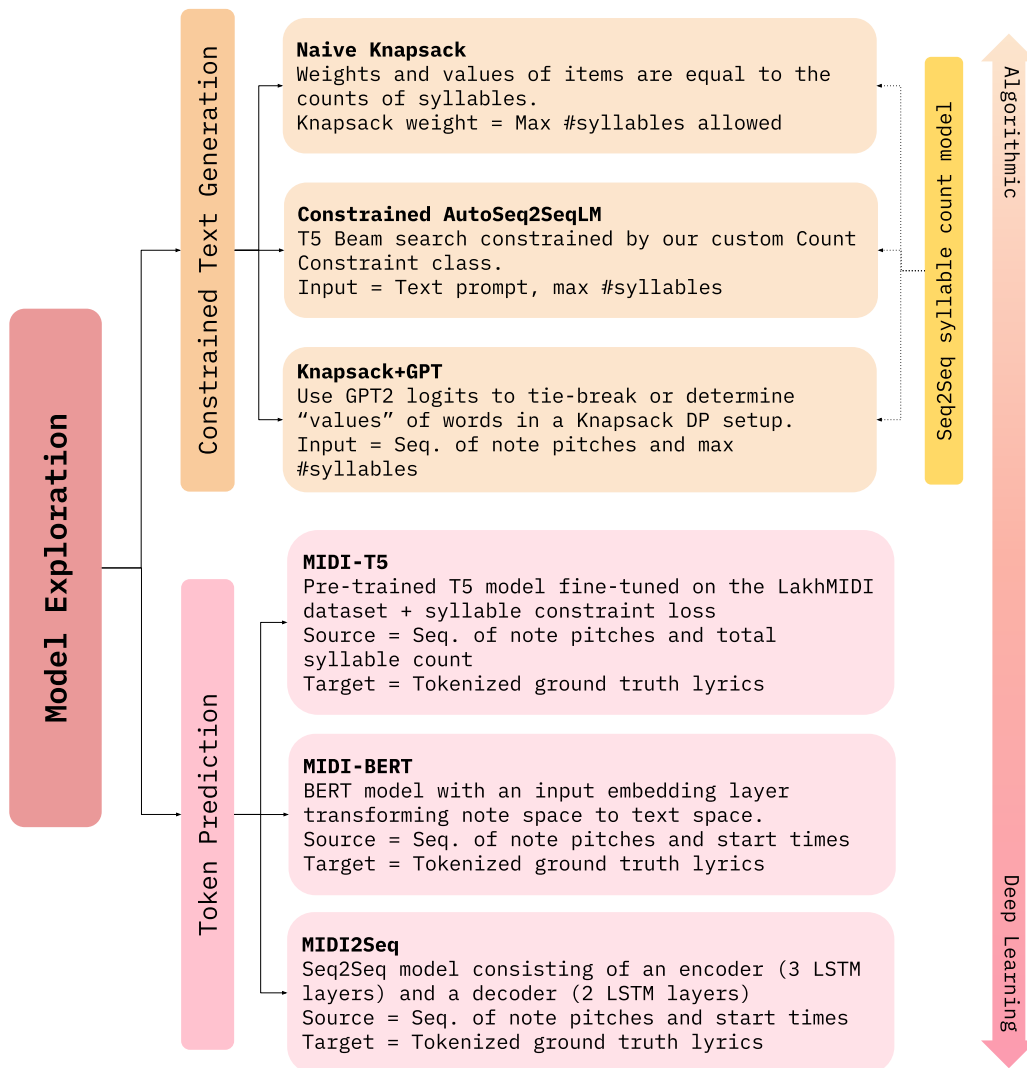 Model Exploration
Constrained Text Generation
Naive Knapsack
Weights and values of items are equal to the
counts of syllables.
Knapsack weight = Max #syllables allowed
Constrained AutoSeq2SeqLM
T5 Beam search constrained by our custom Count
Constraint class.
Input = Text prompt, max #syllables
Knapsack+GPT
Use GPT2 logits to tie-break or determine
“values” of words in a Knapsack DP setup.
Input = Seq. of note pitches and max
#syllables
Seq2Seq syllable count model
Algorithmic
Token Prediction
MIDI-T5
Pre-trained T5 model fine-tuned on the LakhMIDI
dataset + syllable constraint loss
Source = Seq. of note pitches and total
syllable count
Target = Tokenized ground truth lyrics
MIDI-BERT
BERT model with an input embedding layer
transforming note space to text space.
Source = Seq. of note pitches and start times
Target = Tokenized ground truth lyrics
MIDI2Seq
Seq2Seq model consisting of an encoder (3 LSTM
layers) and a decoder (2 LSTM layers)
Source = Seq. of note pitches and start times
Target = Tokenized ground truth lyrics
Deep Learning